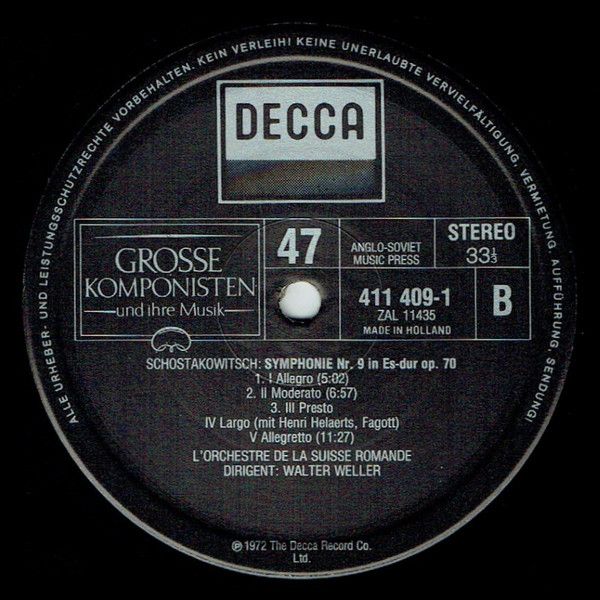 ALLE URHEBER- UND LEISTUNGSSCHUTZRECHTE VORBEHALTEN. KEIN VERLEIH! KEINE UNERLAUBTE VERVIELFÄLTIGUNG, VERMIETUNG, AUFFÜHRUNG, SENDUNG!
DECCA
GROSSE
KOMPONISTEN
und ihre Musik
47
ANGLO-SOVIET
MUSIC PRESS
STEREO
33⅓
411 409-1
ZAL 11435
MADE IN HOLLAND
B
SCHOSTAKOWITSCH: SYMPHONIE Nr. 9 in Es-dur op. 70
1. I Allegro (5:02)
2. II Moderato (6:57)
3. III Presto
IV Largo (mit Henri Helaerts, Fagott)
V Allegretto (11:27)
L'ORCHESTRE DE LA SUISSE ROMANDE
DIRIGENT: WALTER WELLER
℗ 1972 The Decca Record Co.
Ltd.